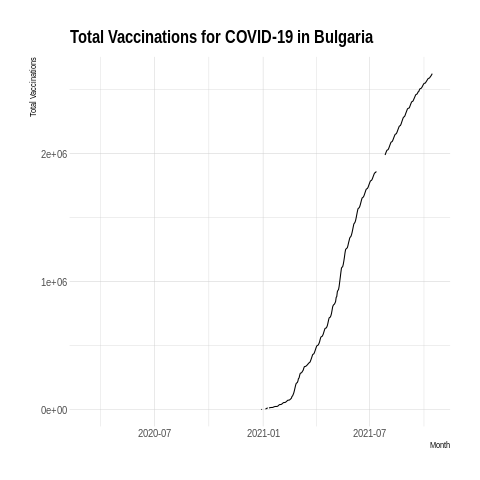 Total Vaccinations for COVID-19 in Bulgaria
Total Vaccinations
2e+06
1e+06
0e+00
2020-07
2021-01
2021-07
Month